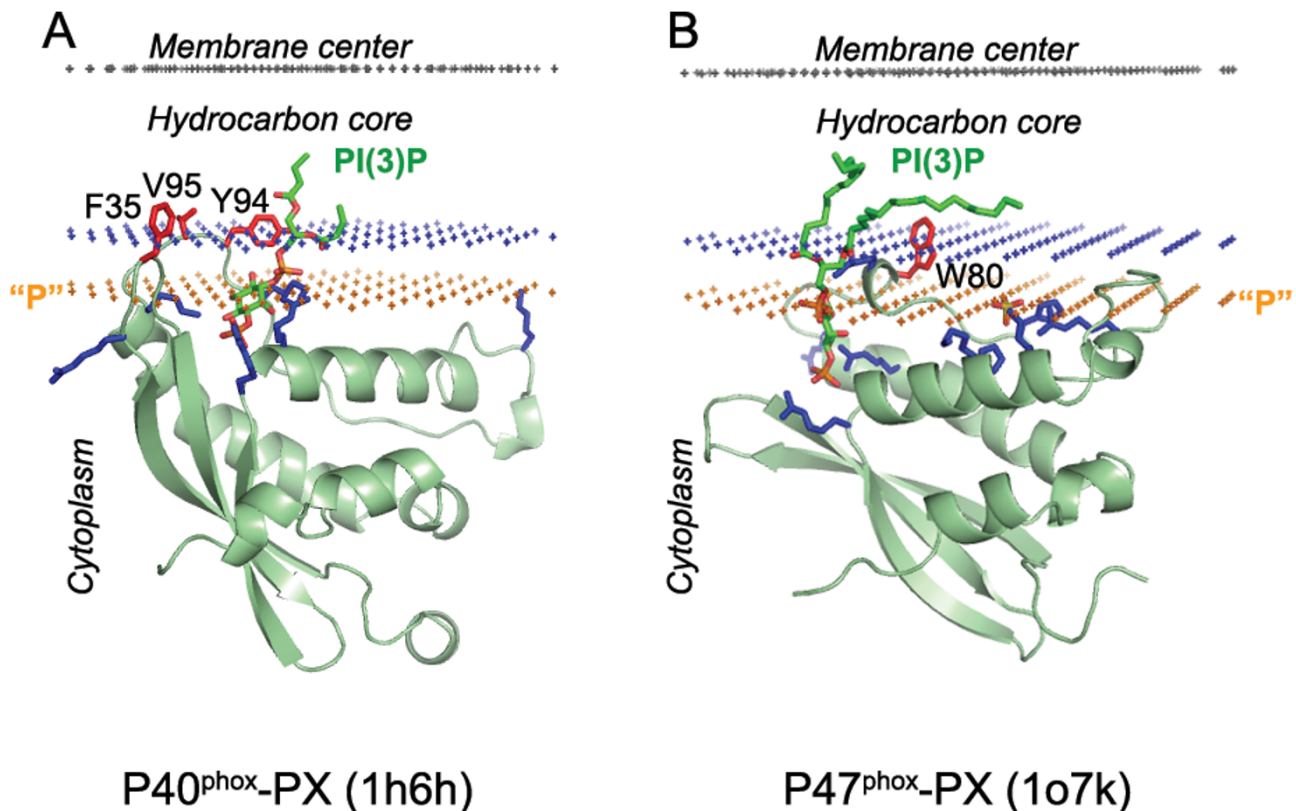 A
Membrane center
Hydrocarbon core
PI(3)P
V95
F35
Y94
“P”
Cytoplasm
P40phox-PX (1h6h)
B
Membrane center
Hydrocarbon core
PI(3)P
W80
“P”
Cytoplasm
P47phox-PX (1o7k)